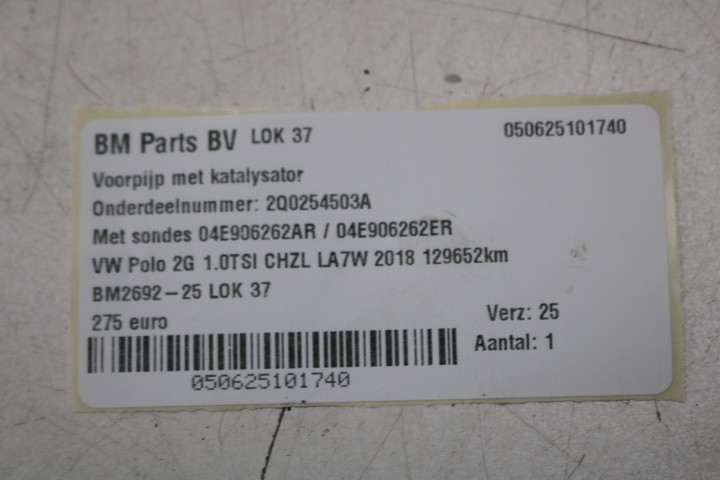 BM Parts BV LOK 37 050625101740
Voorpijp met katalysator
Onderdeelnummer: 2Q0254503A
Met sondes 04E906262AR / 04E906262ER
VW Polo 2G 1.0TSI CHZL LA7W 2018 129652km
BM2692-25 LOK 37
275 euro Verz: 25
Aantal: 1
050625101740